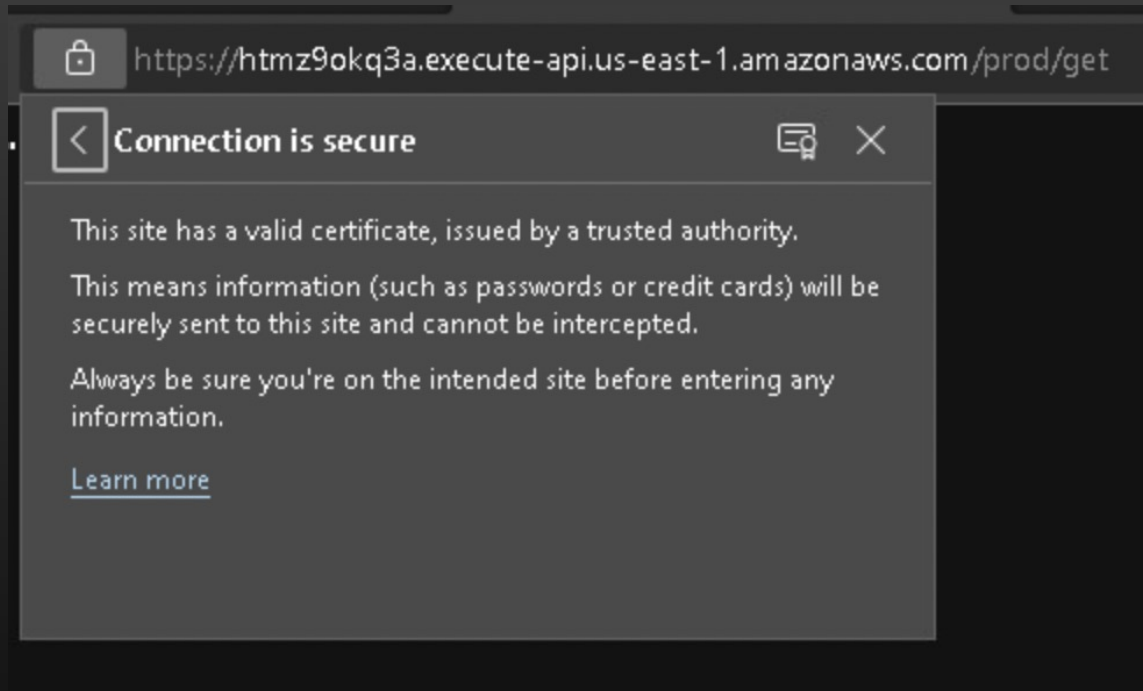 https://htmz9okq3a.execute-api.us-east-1.amazonaws.com/prod/get
Connection is secure
This site has a valid certificate, issued by a trusted authority.
This means information (such as passwords or credit cards) will be
securely sent to this site and cannot be intercepted.
Always be sure you're on the intended site before entering any
information.
Learn more